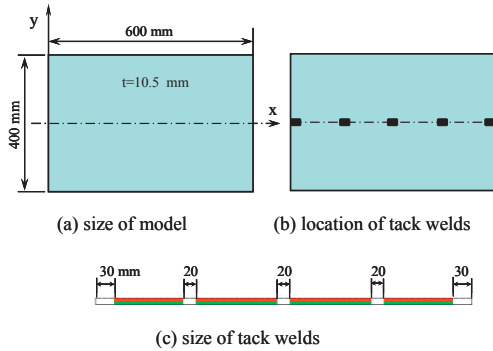 y
600 mm
t=10.5 mm
400 mm
x
(a) size of model
(b) location of tack welds
30 mm 20 20 20 30
(c) size of tack welds